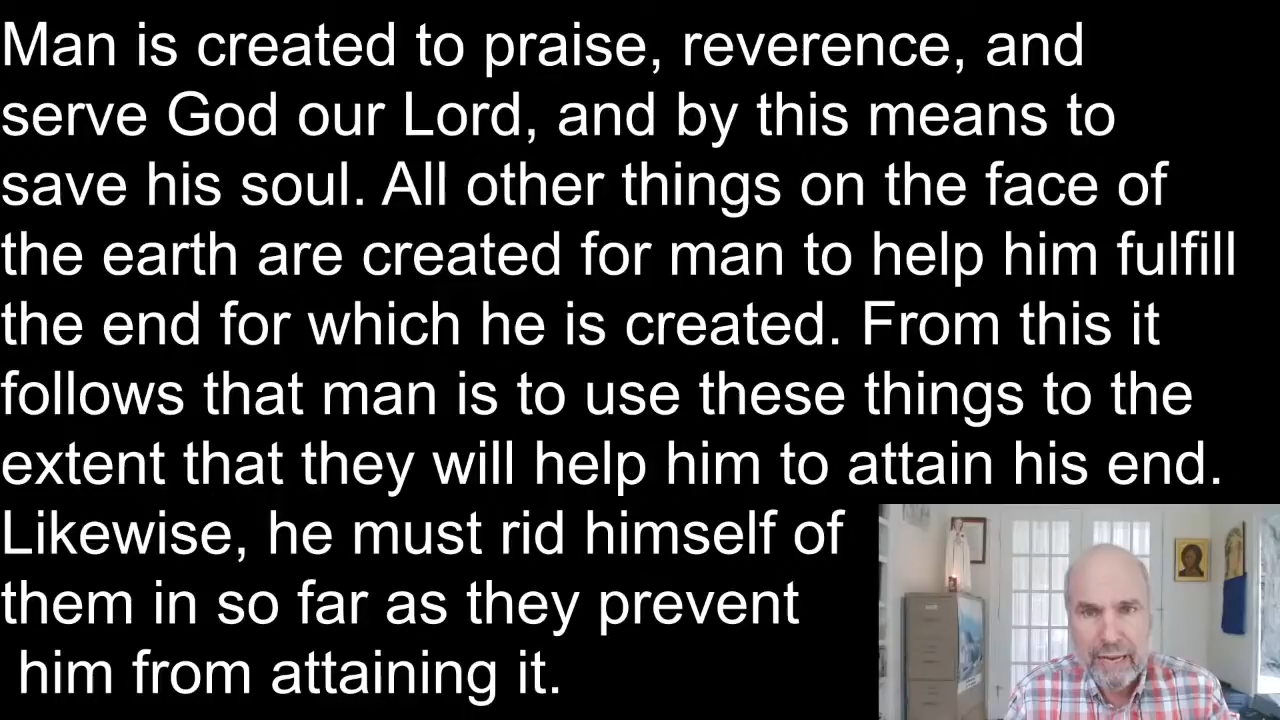 Man is created to praise, reverence, and
serve God our Lord, and by this means to
save his soul. All other things on the face of
the earth are created for man to help him fulfill
the end for which he is created. From this it
follows that man is to use these things to the
extent that they will help him to attain his end.
Likewise, he must rid himself of
them in so far as they prevent
him from attaining it.